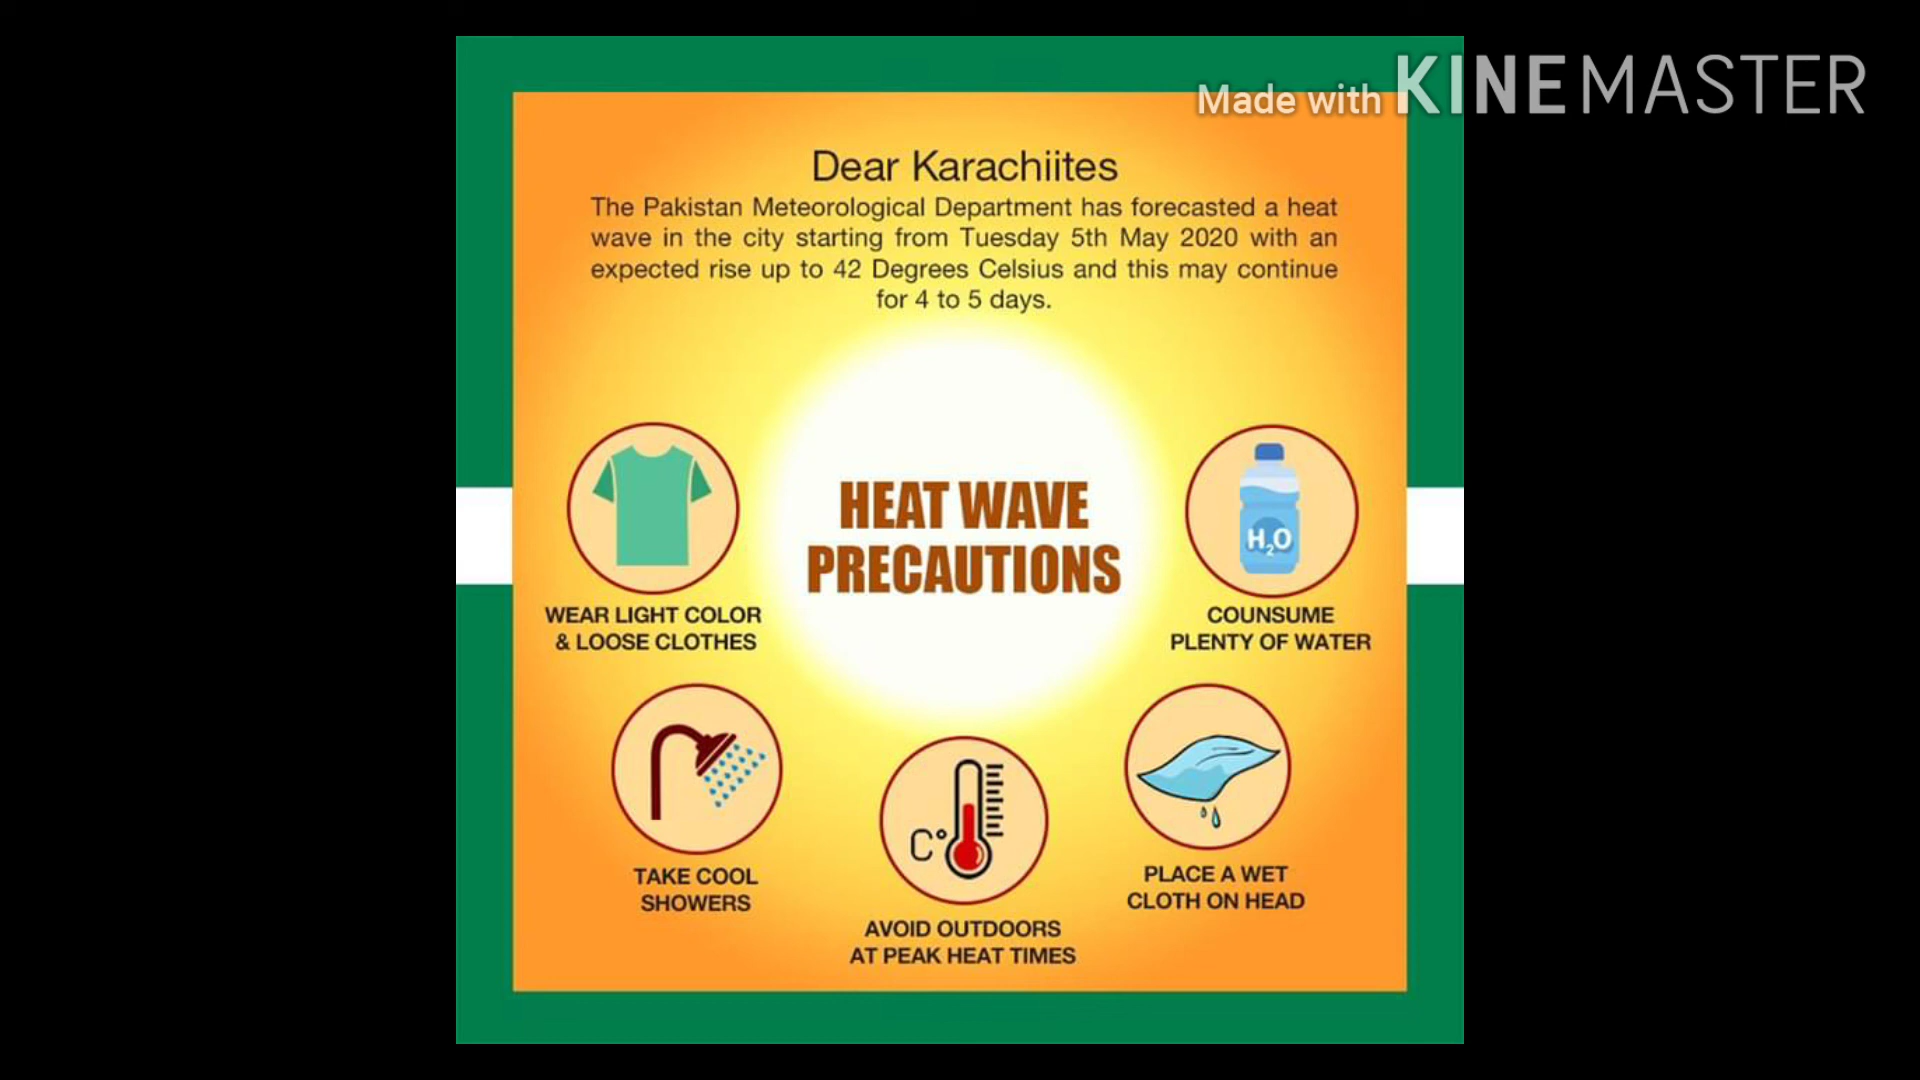 Made with KINEMASTER
Dear Karachiites
The Pakistan Meteorological Department has forecasted a heat
wave in the city starting from Tuesday 5th May 2020 with an
expected rise up to 42 Degrees Celsius and this may continue
for 4 to 5 days.
HEAT WAVE
PRECAUTIONS
H₂O
WEAR LIGHT COLOR
& LOOSE CLOTHES
COUNSUME
PLENTY OF WATER
C°
TAKE COOL
SHOWERS
PLACE A WET
CLOTH ON HEAD
AVOID OUTDOORS
AT PEAK HEAT TIMES